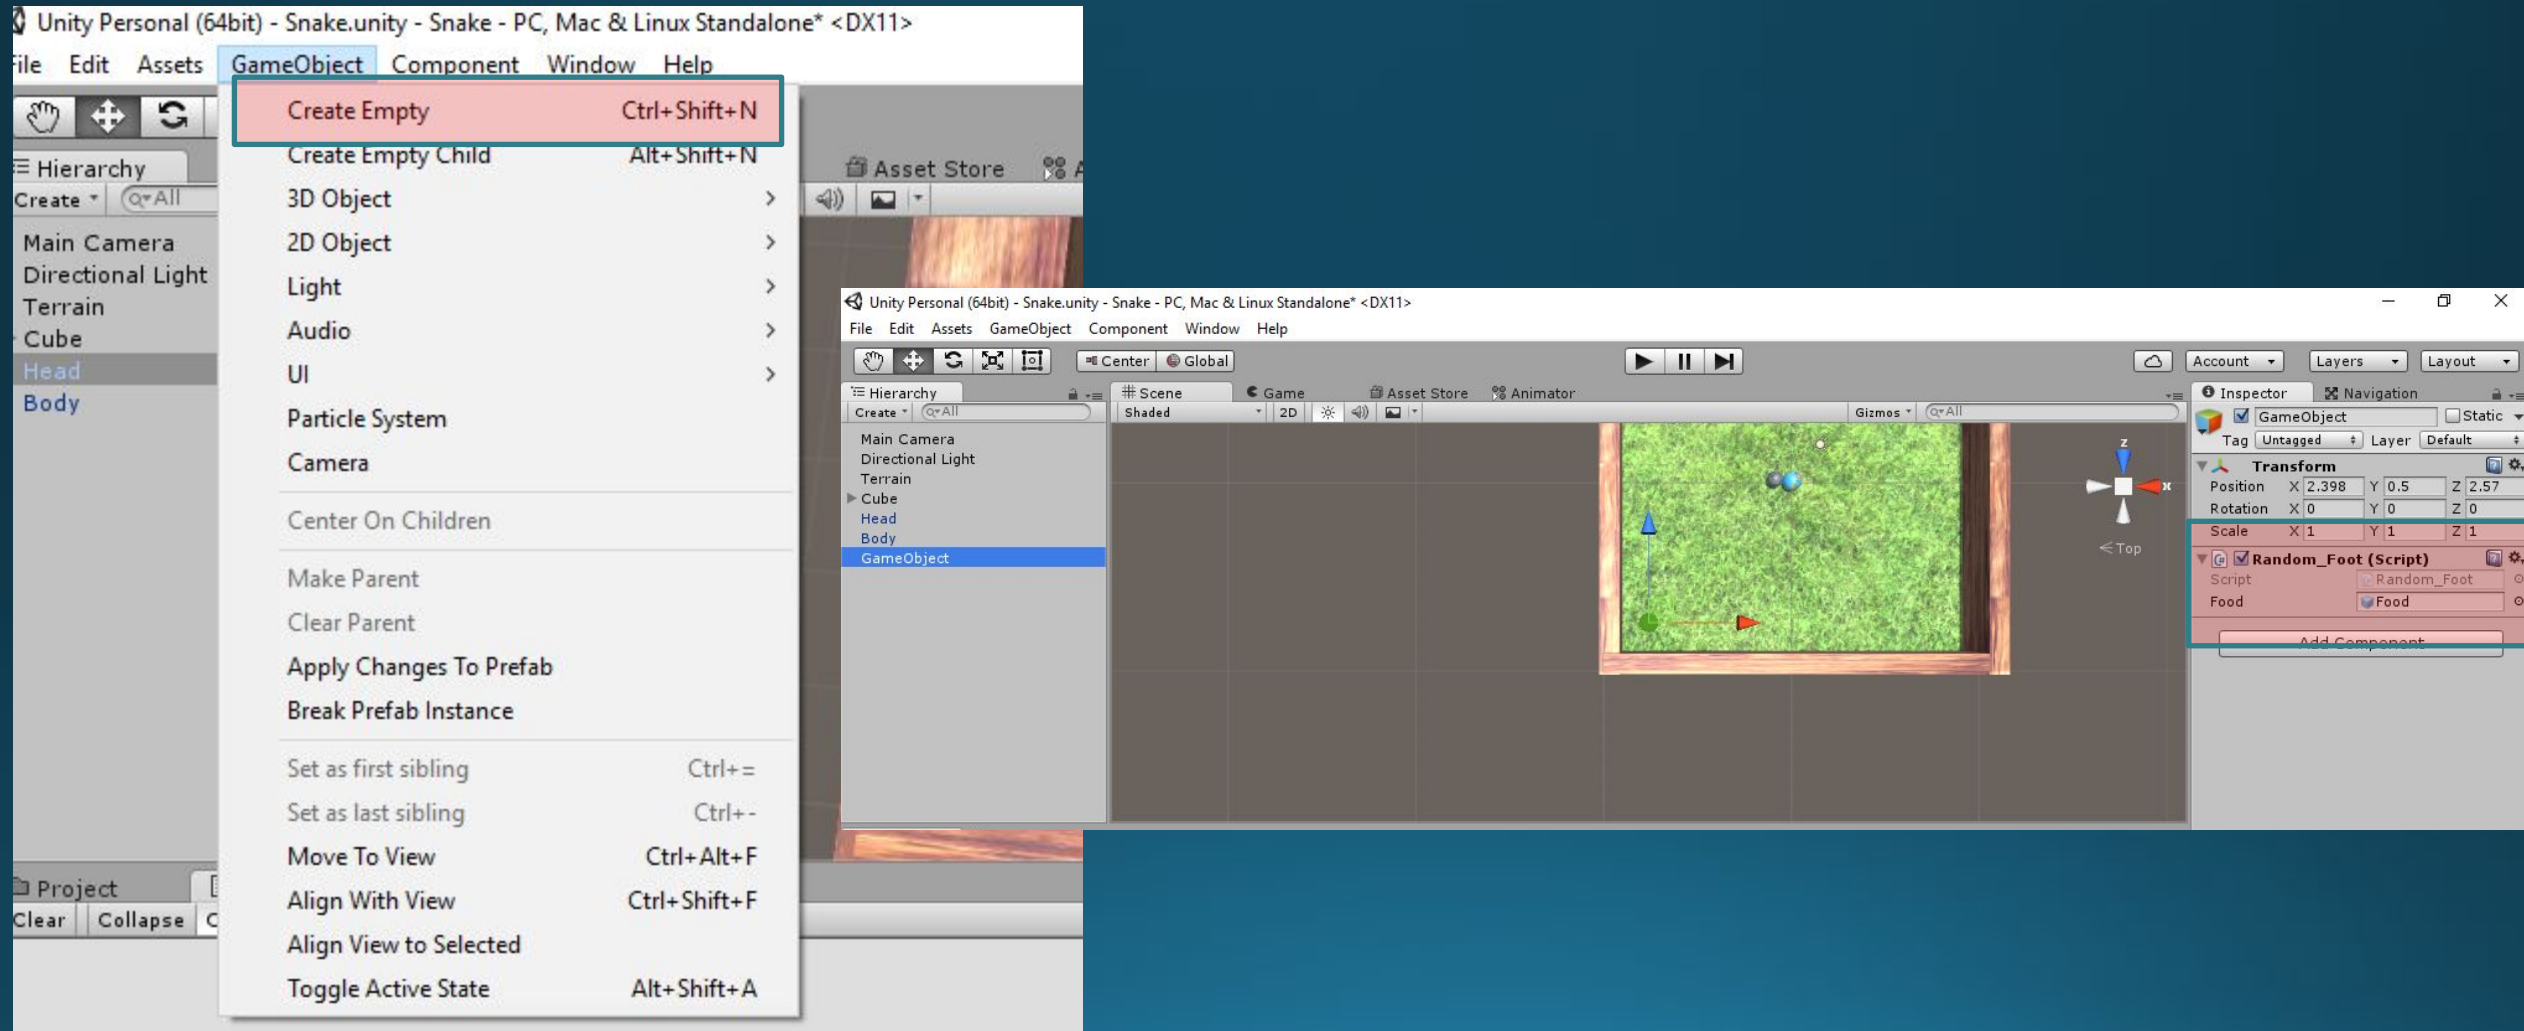 Unity Personal (64bit) - Snake.unity - Snake - PC, Mac & Linux Standalone* <DX11>
File Edit Assets GameObject Component Window Help
Create Empty Ctrl+Shift+N
Create Empty Child Alt+Shift+N
3D Object
2D Object
Light
Audio
UI
Particle System
Camera
Center On Children
Make Parent
Clear Parent
Apply Changes To Prefab
Break Prefab Instance
Set as first sibling Ctrl+=
Set as last sibling Ctrl+-
Move To View Ctrl+Alt+F
Align With View Ctrl+Shift+F
Align View to Selected
Toggle Active State Alt+Shift+A
Hierarchy
Create All
Main Camera
Directional Light
Terrain
Cube
Head
Body
Asset Store
Project
Clear Collapse
Unity Personal (64bit) - Snake.unity - Snake - PC, Mac & Linux Standalone* <DX11>
File Edit Assets GameObject Component Window Help
Center Global
Account Layers Layout
Hierarchy
Create All
Main Camera
Directional Light
Terrain
Cube
Head
Body
GameObject
Scene Game Asset Store Animator
Shaded 2D Gizmos All
z
x
Top
Inspector Navigation
GameObject Static
Tag Untagged Layer Default
Transform
Position X 2.398 Y 0.5 Z 2.57
Rotation X 0 Y 0 Z 0
Scale X 1 Y 1 Z 1
Random_Foot (Script)
Script Random_Foot
Food Food
Add Component